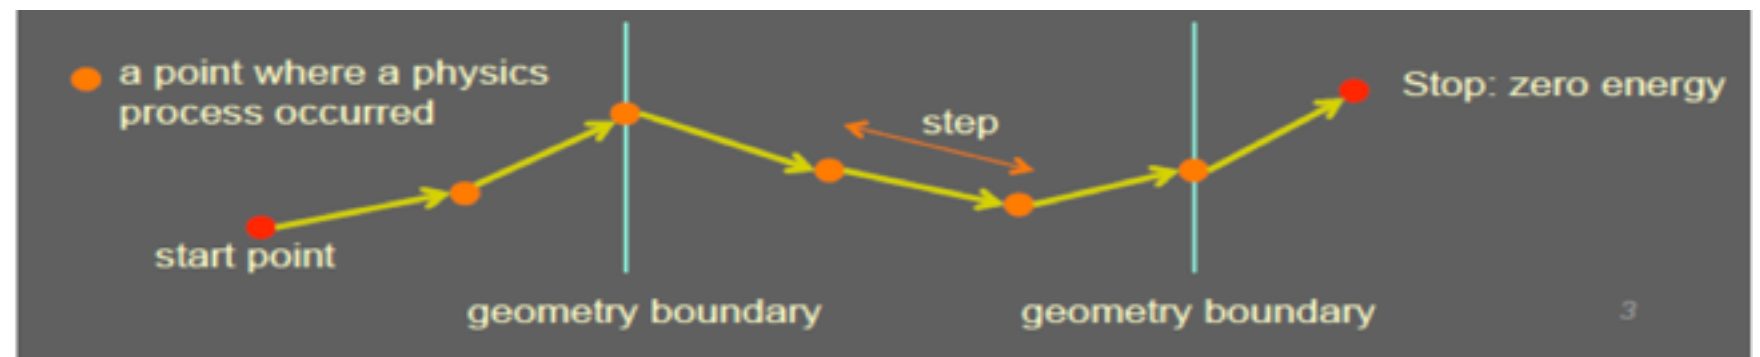 a point where a physics
process occurred
step
Stop: zero energy
start point
geometry boundary
geometry boundary
3